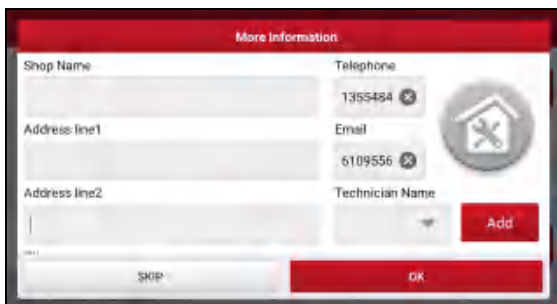 More Information
Shop Name
Telephone
1355484
Address line1
Email
6109556
Address line2
Technician Name
Add
SKIP
OK